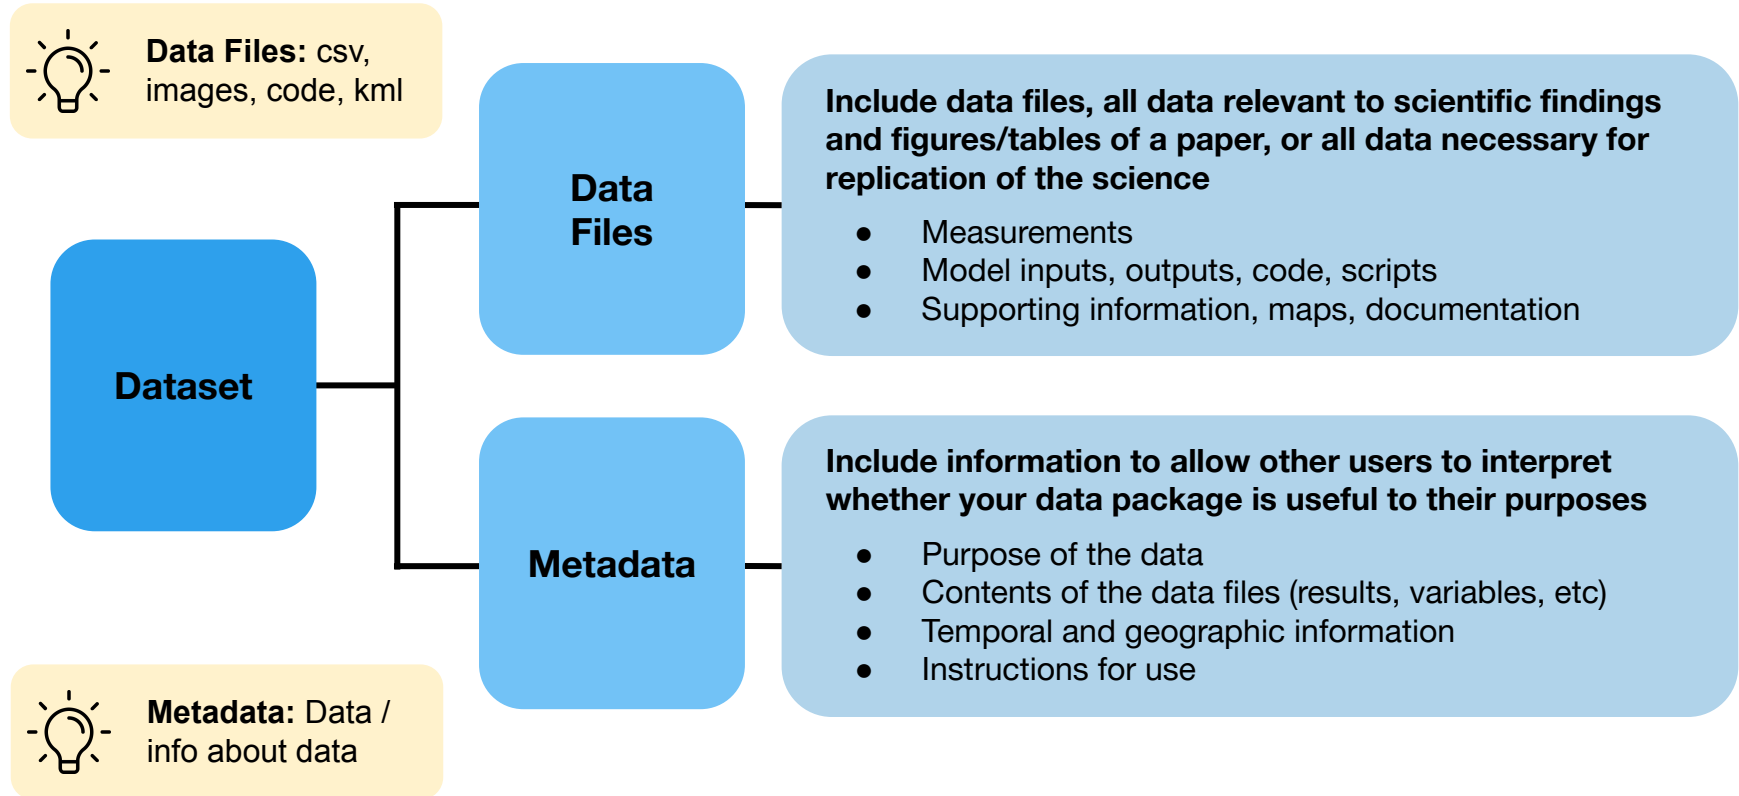 Data Files: csv,
images, code, kml
Data
Files
Include data files, all data relevant to scientific findings
and figures/tables of a paper, or all data necessary for
replication of the science
● Measurements
● Model inputs, outputs, code, scripts
● Supporting information, maps, documentation
Dataset
Metadata
Include information to allow other users to interpret
whether your data package is useful to their purposes
● Purpose of the data
● Contents of the data files (results, variables, etc)
● Temporal and geographic information
● Instructions for use
Metadata: Data /
info about data